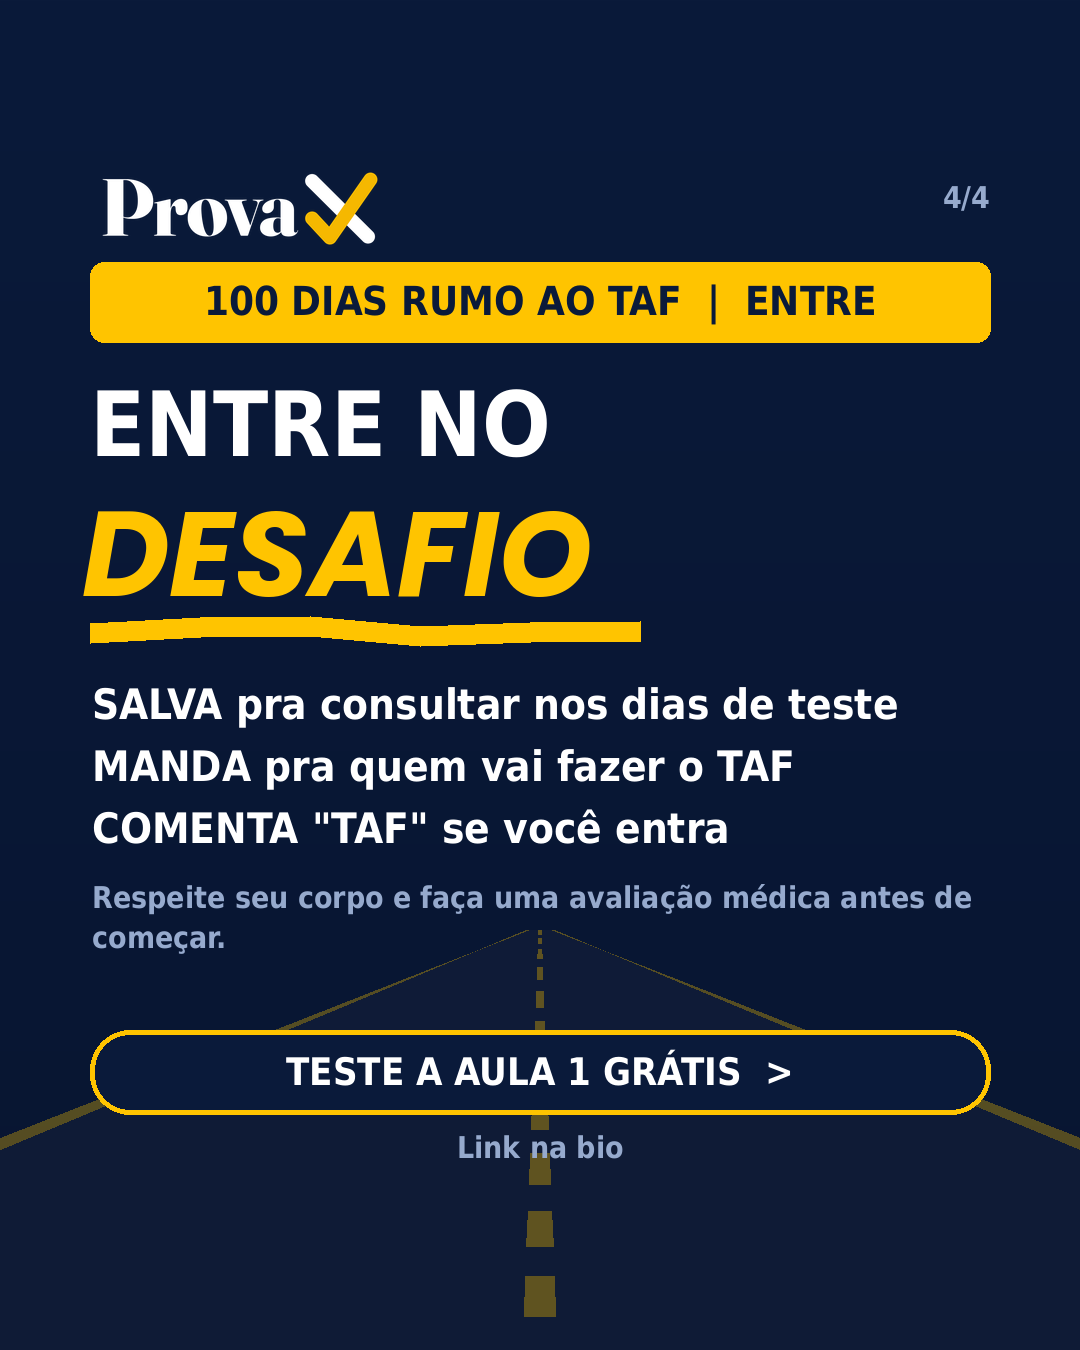 ProvaX
4/4
100 DIAS RUMO AO TAF | ENTRE
ENTRE NO
DESAFIO
SALVA pra consultar nos dias de teste
MANDA pra quem vai fazer o TAF
COMENTA "TAF" se você entra
Respeite seu corpo e faça uma avaliação médica antes de
começar.
TESTE A AULA 1 GRÁTIS >
Link na bio